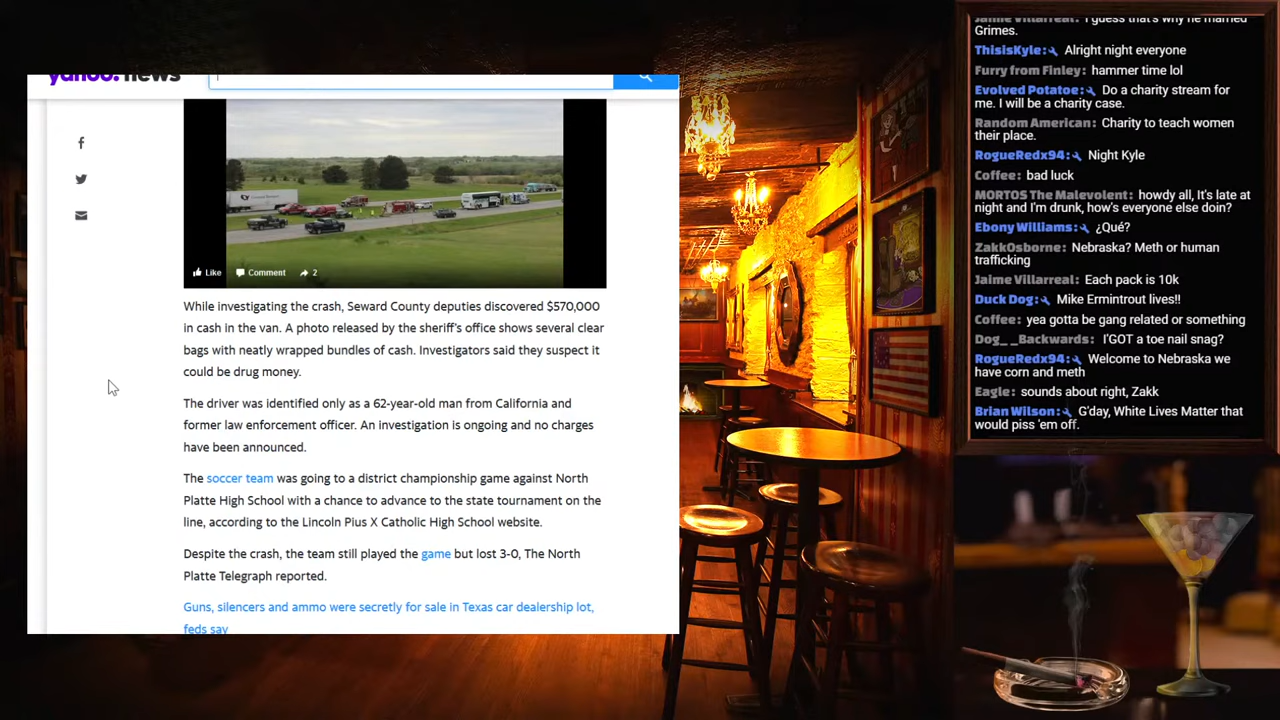 yahoo! news
Like
Comment
2
While investigating the crash, Seward County deputies discovered $570,000
in cash in the van. A photo released by the sheriff's office shows several clear
bags with neatly wrapped bundles of cash. Investigators said they suspect it
could be drug money.
The driver was identified only as a 62-year-old man from California and
former law enforcement officer. An investigation is ongoing and no charges
have been announced.
The soccer team was going to a district championship game against North
Platte High School with a chance to advance to the state tournament on the
line, according to the Lincoln Pius X Catholic High School website.
Despite the crash, the team still played the game but lost 3-0, The North
Platte Telegraph reported.
Guns, silencers and ammo were secretly for sale in Texas car dealership lot,
feds say
Jaime Villarreal: I guess that's why he married
Grimes.
ThisisKyle: Alright night everyone
Furry from Finley: hammer time lol
Evolved Potatoe: Do a charity stream for
me. I will be a charity case.
Random American: Charity to teach women
their place.
RogueRedx94: Night Kyle
Coffee: bad luck
MORTOS The Malevolent: howdy all, It's late at
night and I'm drunk, how's everyone else doin?
Ebony Williams: ¿Qué?
ZakkOsborne: Nebraska? Meth or human
trafficking
Jaime Villarreal: Each pack is 10k
Duck Dog: Mike Ermintrout lives!!
Coffee: yea gotta be gang related or something
Dog__Backwards: I'GOT a toe nail snag?
RogueRedx94: Welcome to Nebraska we
have corn and meth
Eagle: sounds about right, Zakk
Brian Wilson: G'day, White Lives Matter that
would piss 'em off.